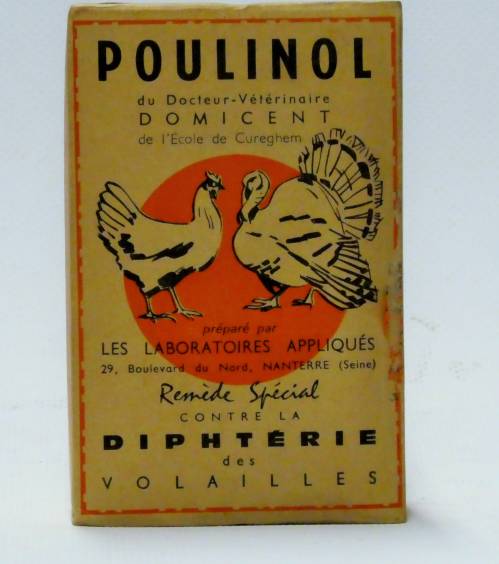 POULINOL
du Docteur-Vétérinaire
DOMICENT
de l'École de Cureghem
préparé par
LES LABORATOIRES APPLIQUÉS
29, Boulevard du Nord, NANTERRE (Seine)
Remède Spécial
CONTRE LA
DIPHTÉRIE
des
VOLAILLES